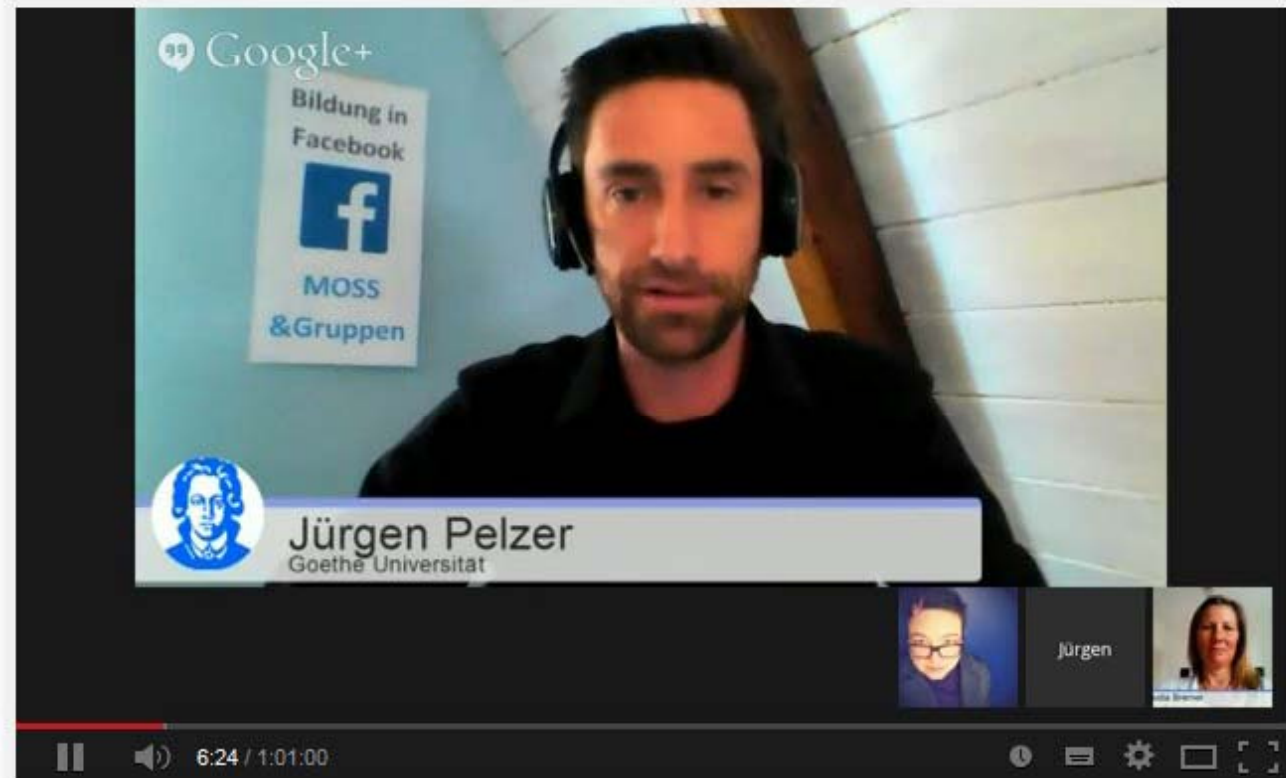 Google+
Bildung in
Facebook
f
MOSS
&Gruppen
Jürgen Pelzer
Goethe Universität
Jürgen
6:24 / 1:01:00